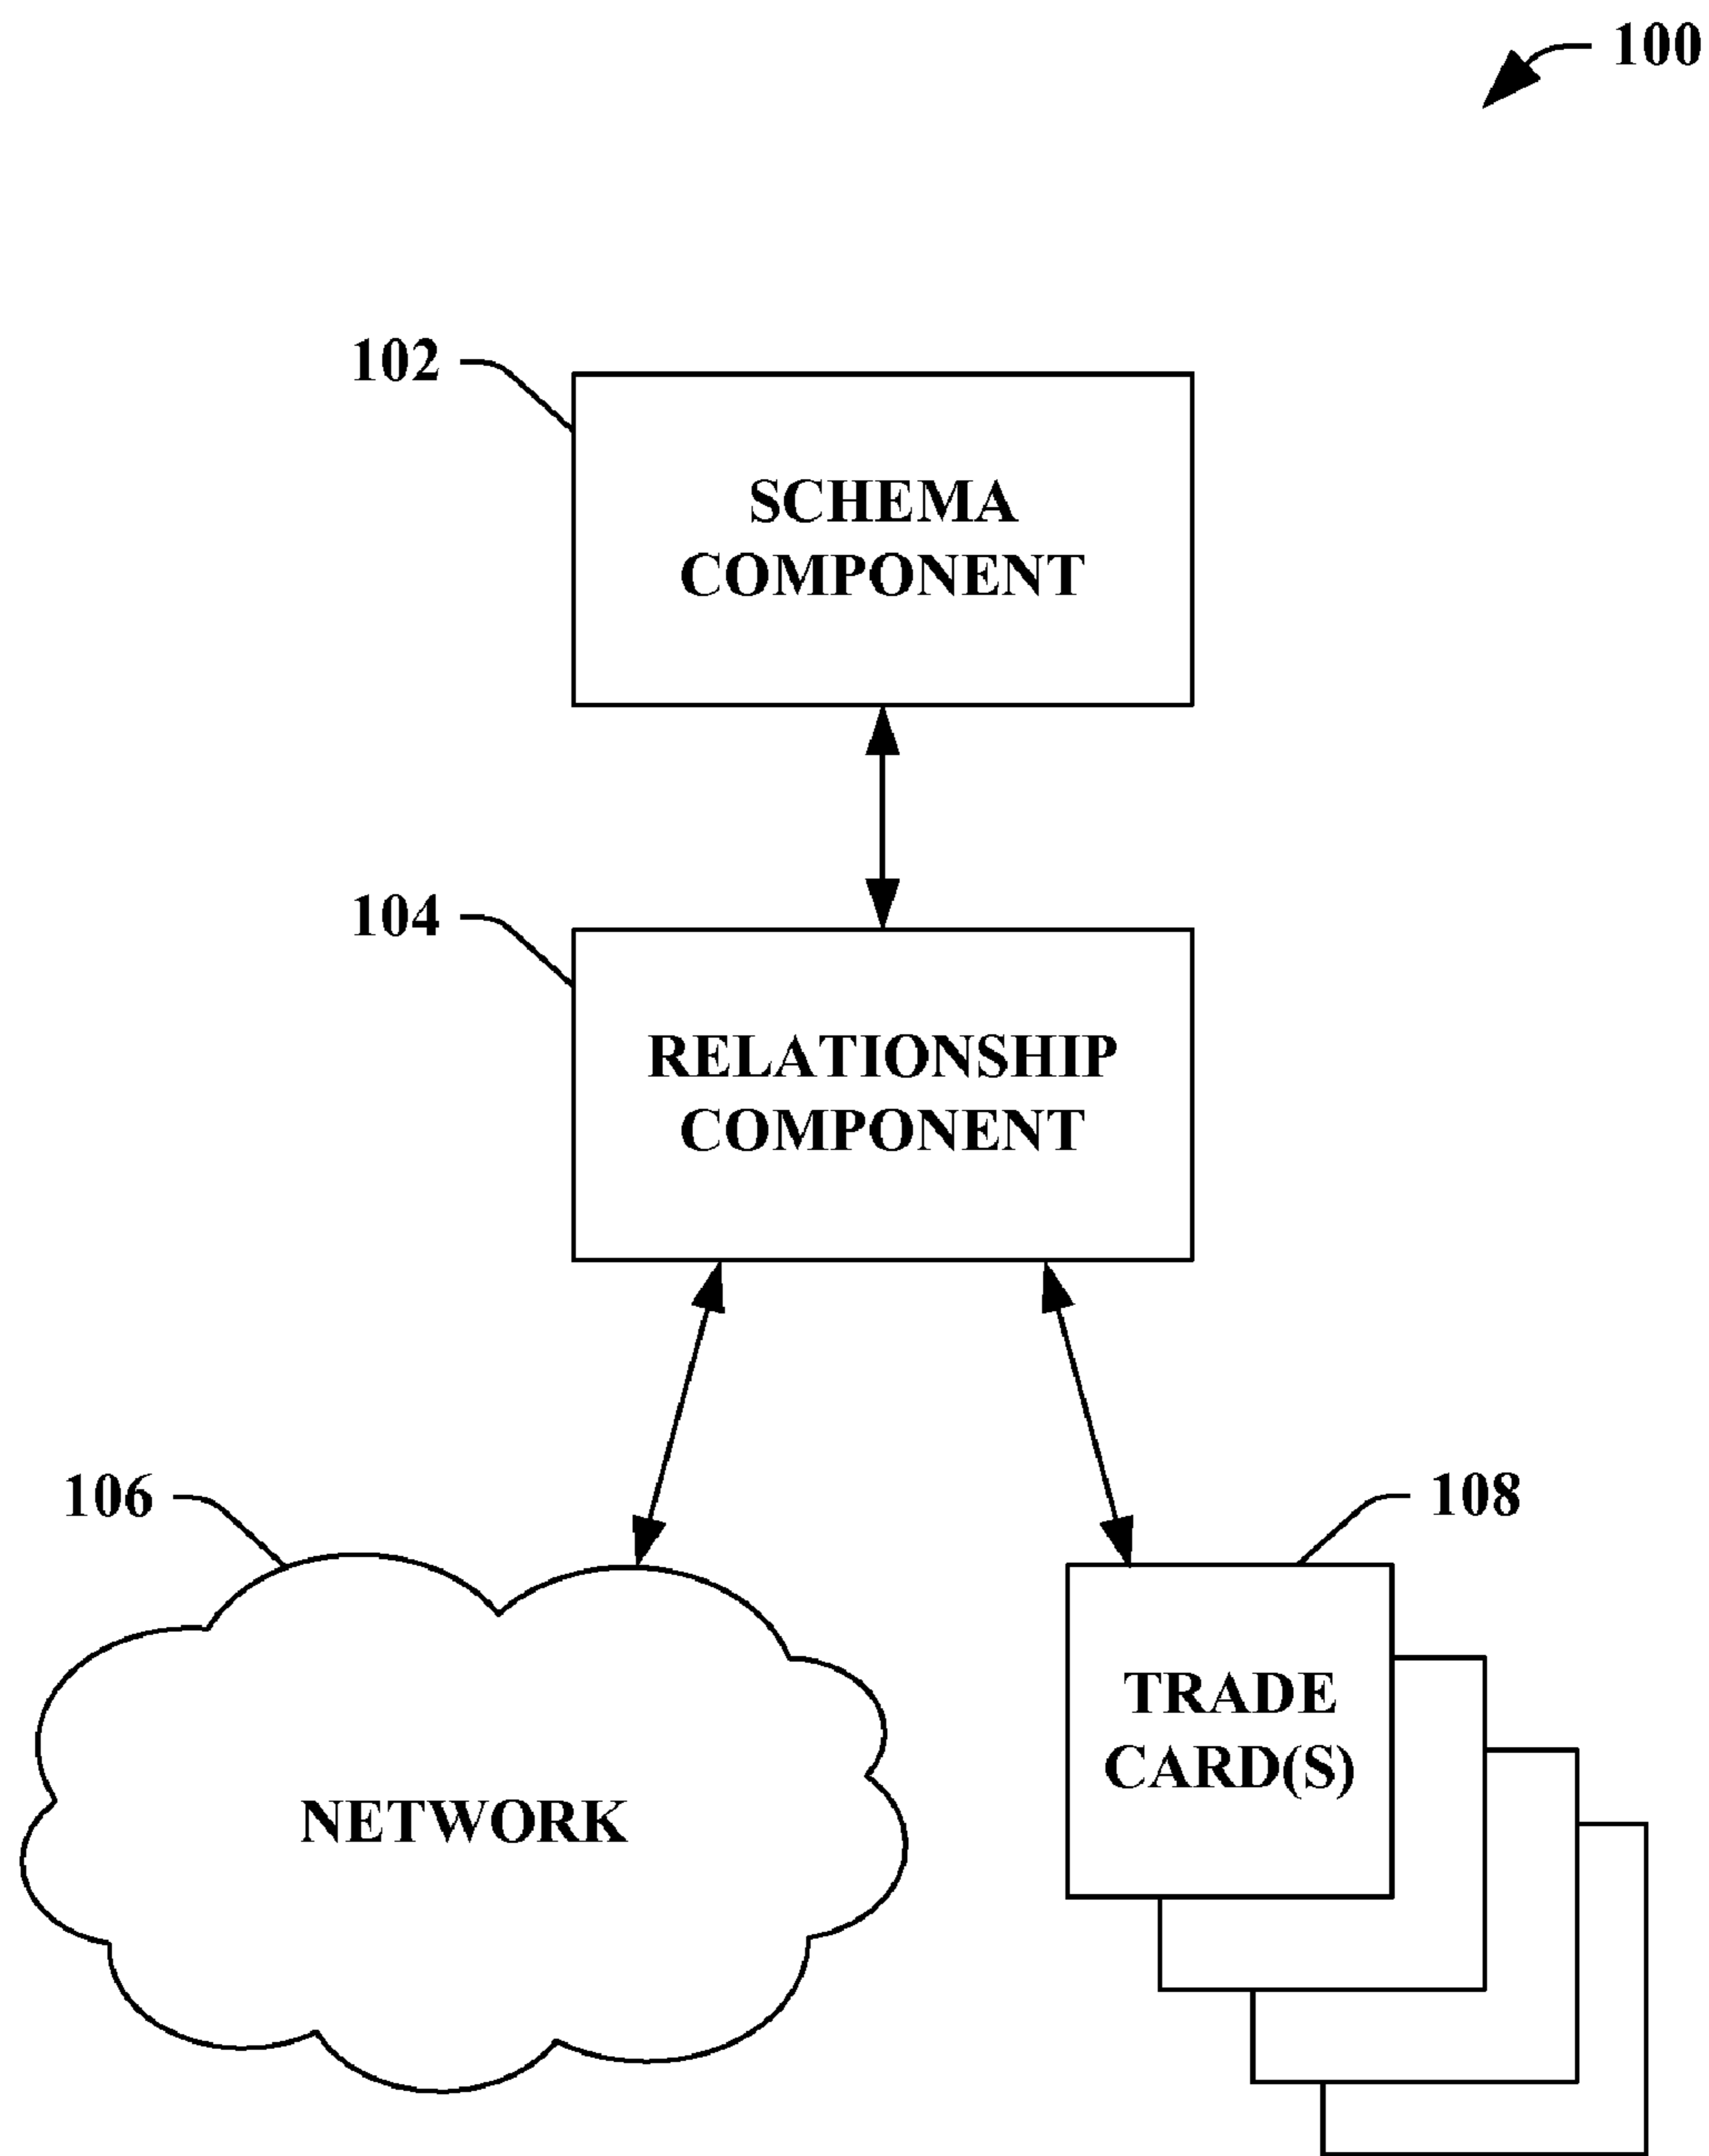 100
102
SCHEMA
COMPONENT
104
RELATIONSHIP
COMPONENT
106
108
TRADE
CARD(S)
NETWORK